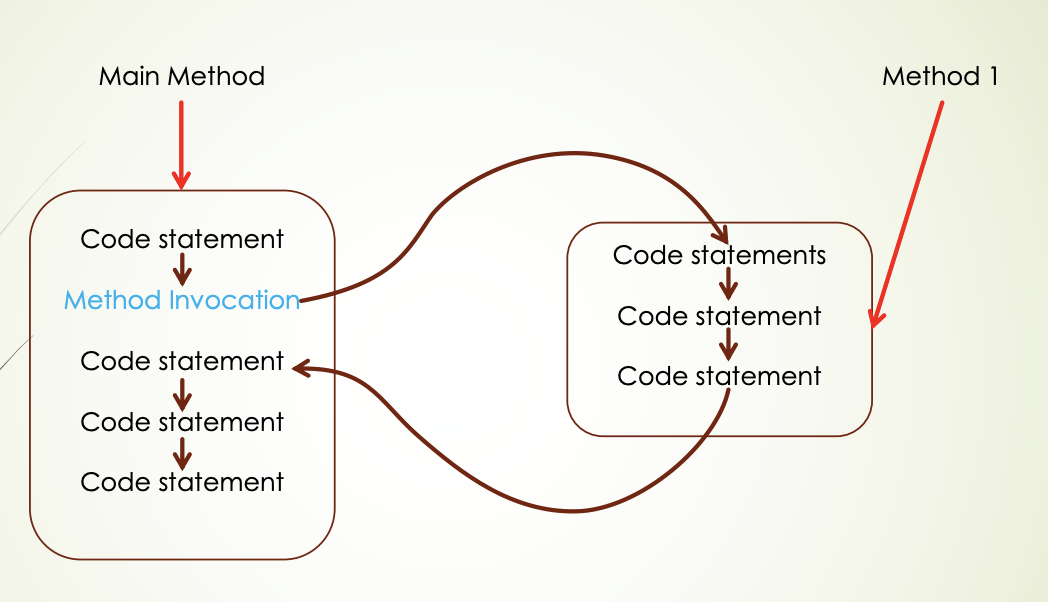 Main Method
Method 1
Code statement
Method Invocation
Code statement
Code statement
Code statement
Code statements
Code statement
Code statement